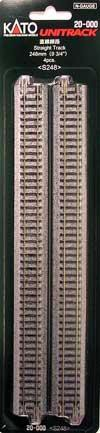 N-GAUGE
KATO
20-000
UNITRACK
直線線路
Straight Track
248mm (9 3/4")
4pcs.
<S248>
20-000 <S248>